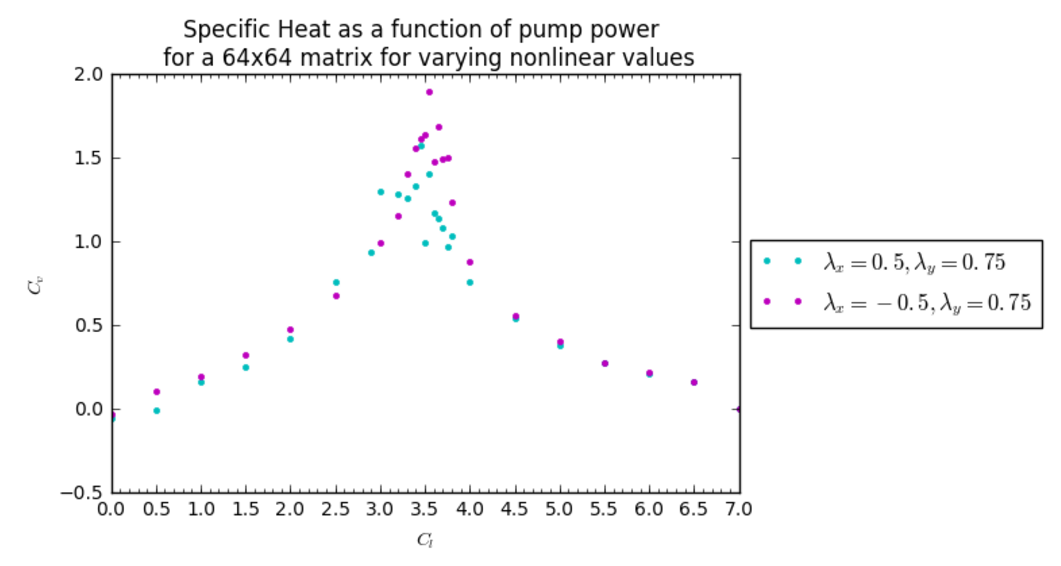 Specific Heat as a function of pump power
for a 64x64 matrix for varying nonlinear values
2.0
1.5
1.0
0.5
0.0
−0.5
C_v
0.0 0.5 1.0 1.5 2.0 2.5 3.0 3.5 4.0 4.5 5.0 5.5 6.0 6.5 7.0
C_l
λ_x = 0.5, λ_y = 0.75
λ_x = −0.5, λ_y = 0.75